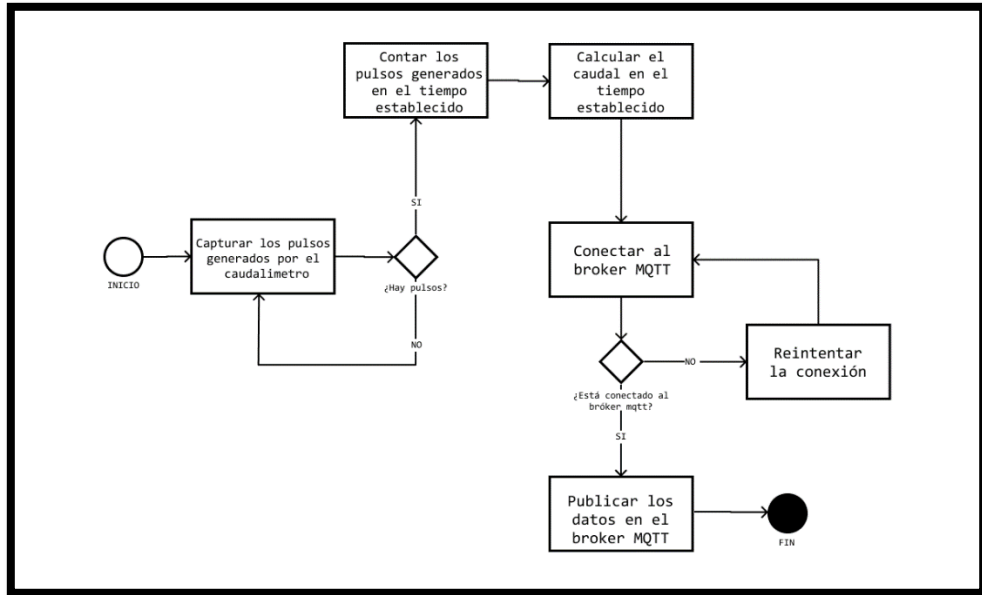 INICIO
Capturar los pulsos
generados por el
caudalimetro
¿Hay pulsos?
SI
NO
Contar los
pulsos generados
en el tiempo
establecido
Calcular el
caudal en el
tiempo
establecido
Conectar al
broker MQTT
¿Está conectado al
bróker mqtt?
NO
Reintentar
la conexión
SI
Publicar los
datos en el
broker MQTT
FIN